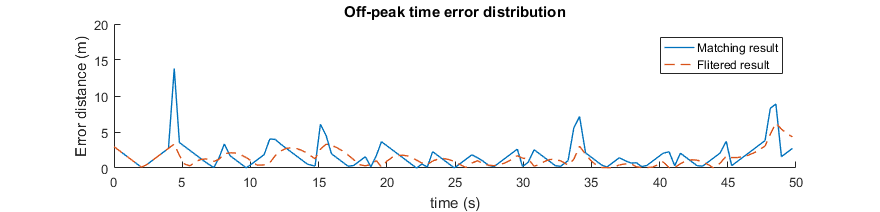 Off-peak time error distribution
20
15
10
5
0
Error distance (m)
Matching result
Flitered result
0 5 10 15 20 25 30 35 40 45 50
time (s)